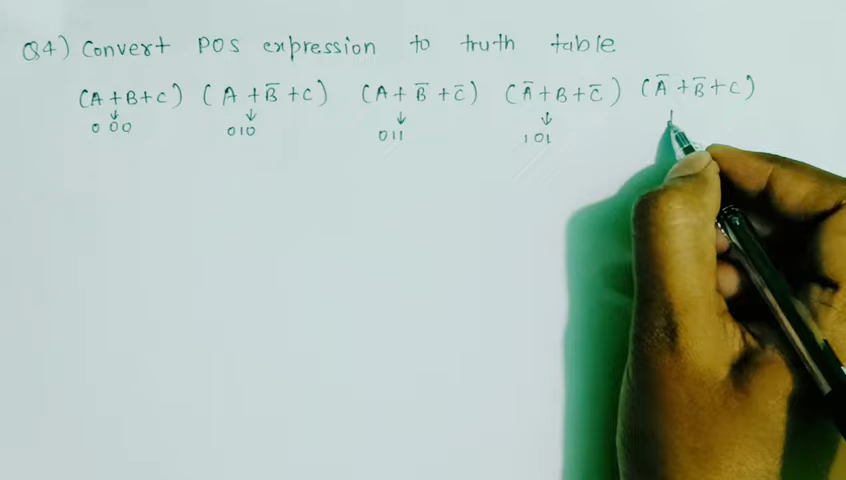 Q4) Convert POS expression to truth table
(A + B + C) (A + B̅ + C) (A + B̅ + C̅) (A̅ + B + C̅) (A̅ + B̅ + C)
↓ ↓ ↓ ↓
000 010 011 101